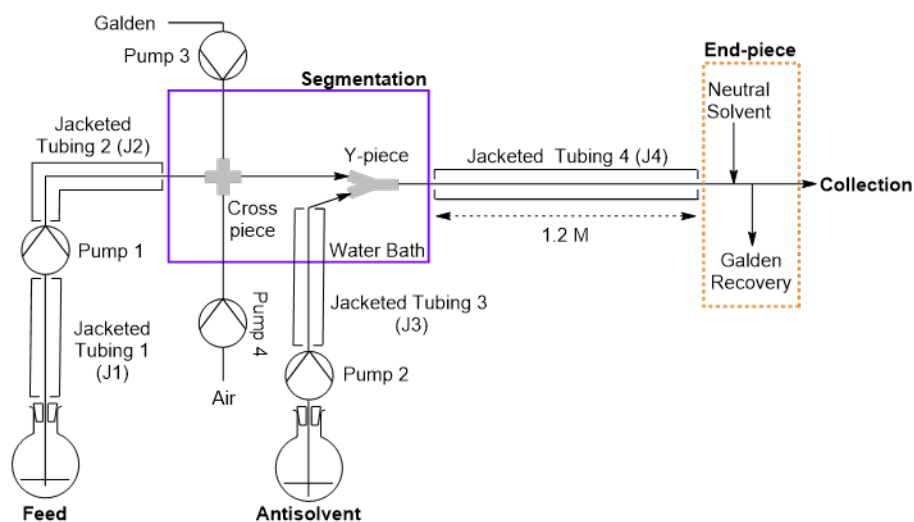 Galden
Pump 3
Segmentation
End-piece
Neutral
Solvent
Jacketed
Tubing 2 (J2)
Y-piece
Jacketed Tubing 4 (J4)
Collection
Cross
piece
1.2 M
Pump 1
Water Bath
Galden
Recovery
Jacketed
Tubing 1
(J1)
Pump 4
Jacketed Tubing 3
(J3)
Pump 2
Air
Feed
Antisolvent